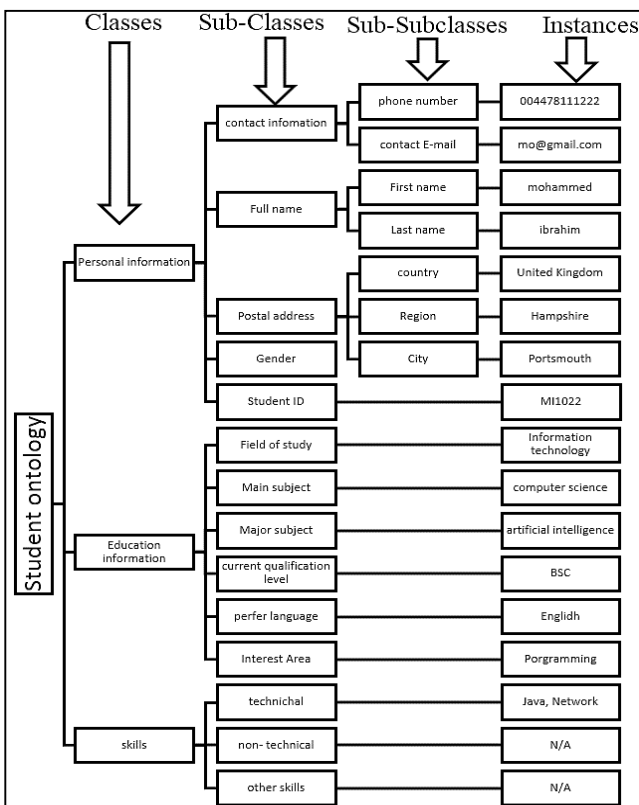 Classes Sub-Classes Sub-Subclasses Instances
phone number 004478111222
contact infomation
contact E-mail mo@gmail.com
First name mohammed
Full name
Last name ibrahim
Personal information
country United Kingdom
Postal address Region Hampshire
Gender City Portsmouth
Student ID MI1022
Student ontology
Field of study Information
technology
Main subject computer science
Education
information
Major subject artificial intelligence
current qualification
level
BSC
perfer language Englidh
Interest Area Porgramming
technichal Java, Network
skills non- technical N/A
other skills N/A